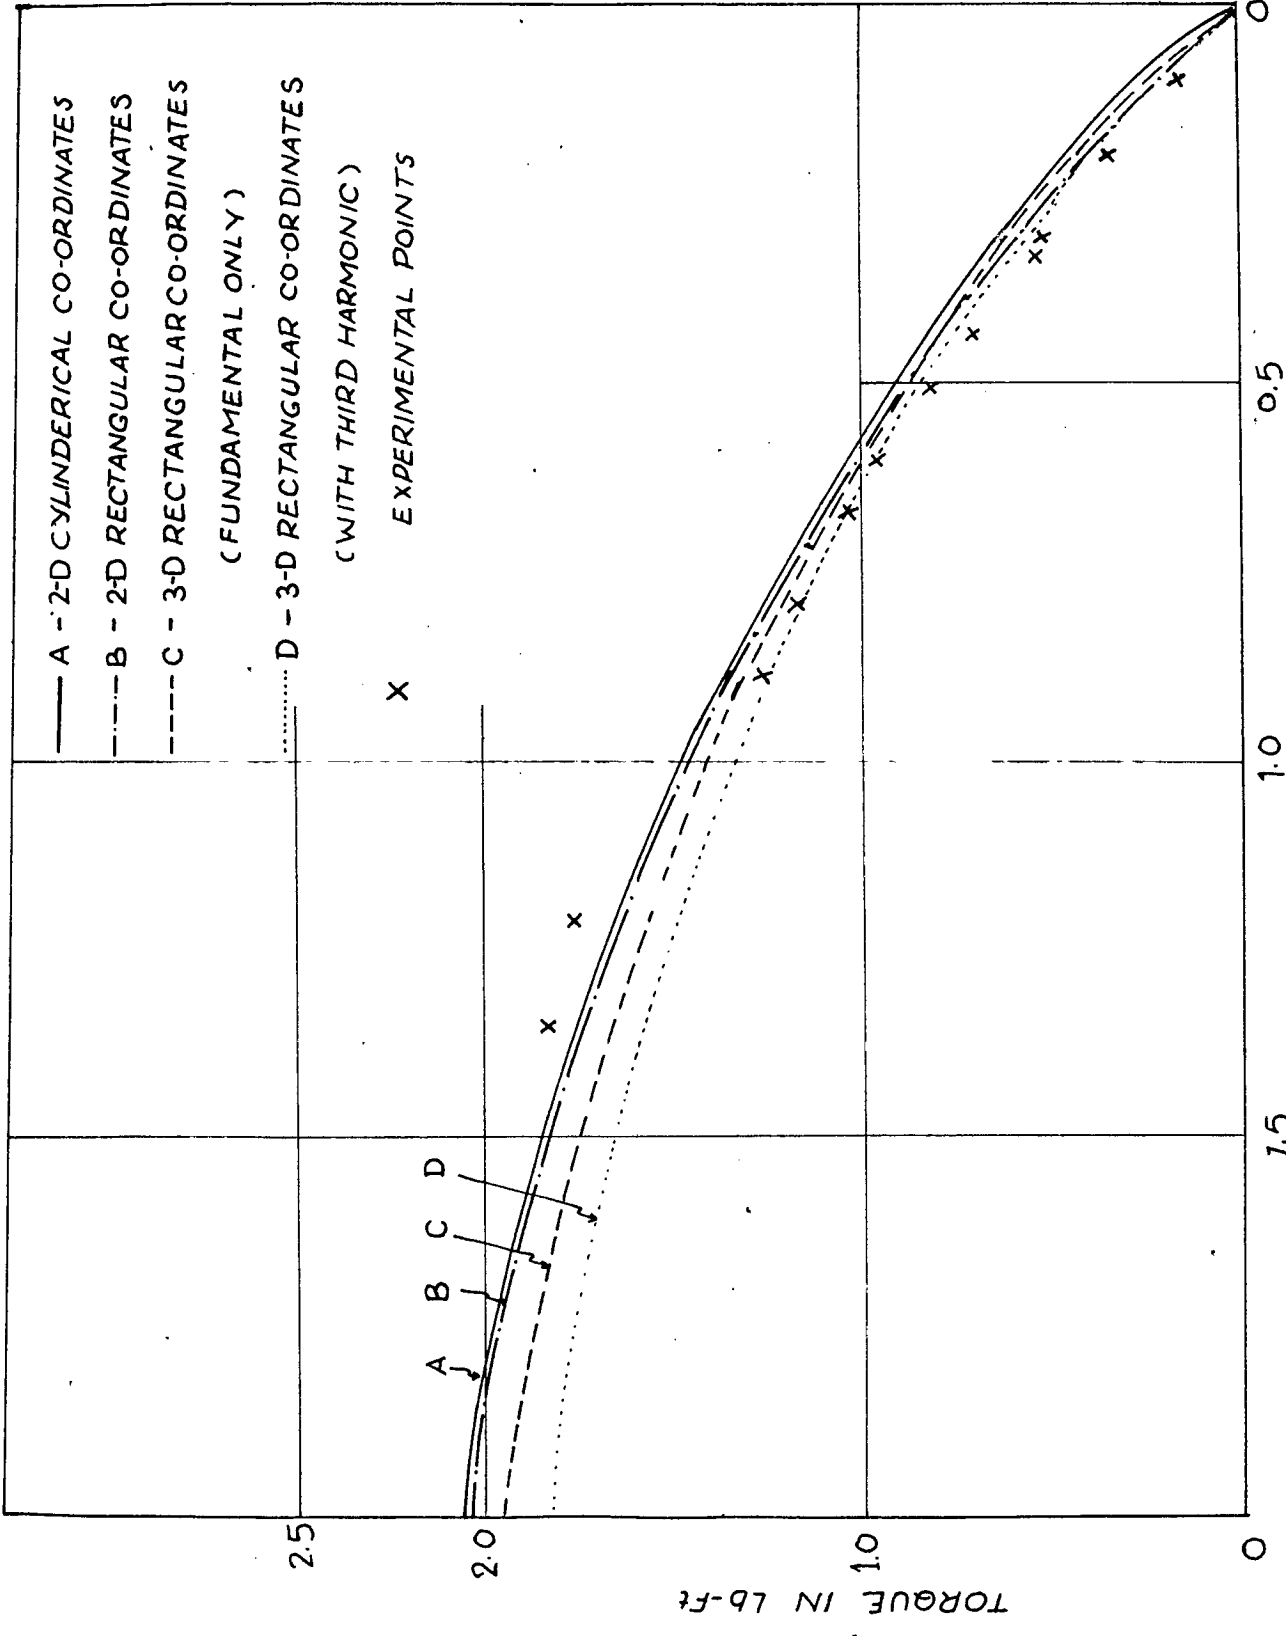 A - 2-D CYLINDERICAL CO-ORDINATES
B - 2-D RECTANGULAR CO-ORDINATES
C - 3-D RECTANGULAR CO-ORDINATES
(FUNDAMENTAL ONLY)
D - 3-D RECTANGULAR CO-ORDINATES
(WITH THIRD HARMONIC)
X EXPERIMENTAL POINTS
A
B
C
D
TORQUE IN Lb-Ft
2.5
2.0
1.0
0
1.5
1.0
0.5
0